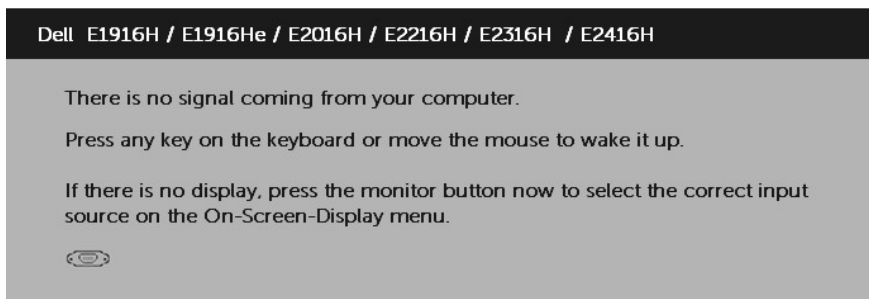 Dell E1916H / E1916He / E2016H / E2216H / E2316H / E2416H
There is no signal coming from your computer.
Press any key on the keyboard or move the mouse to wake it up.
If there is no display, press the monitor button now to select the correct input
source on the On-Screen-Display menu.